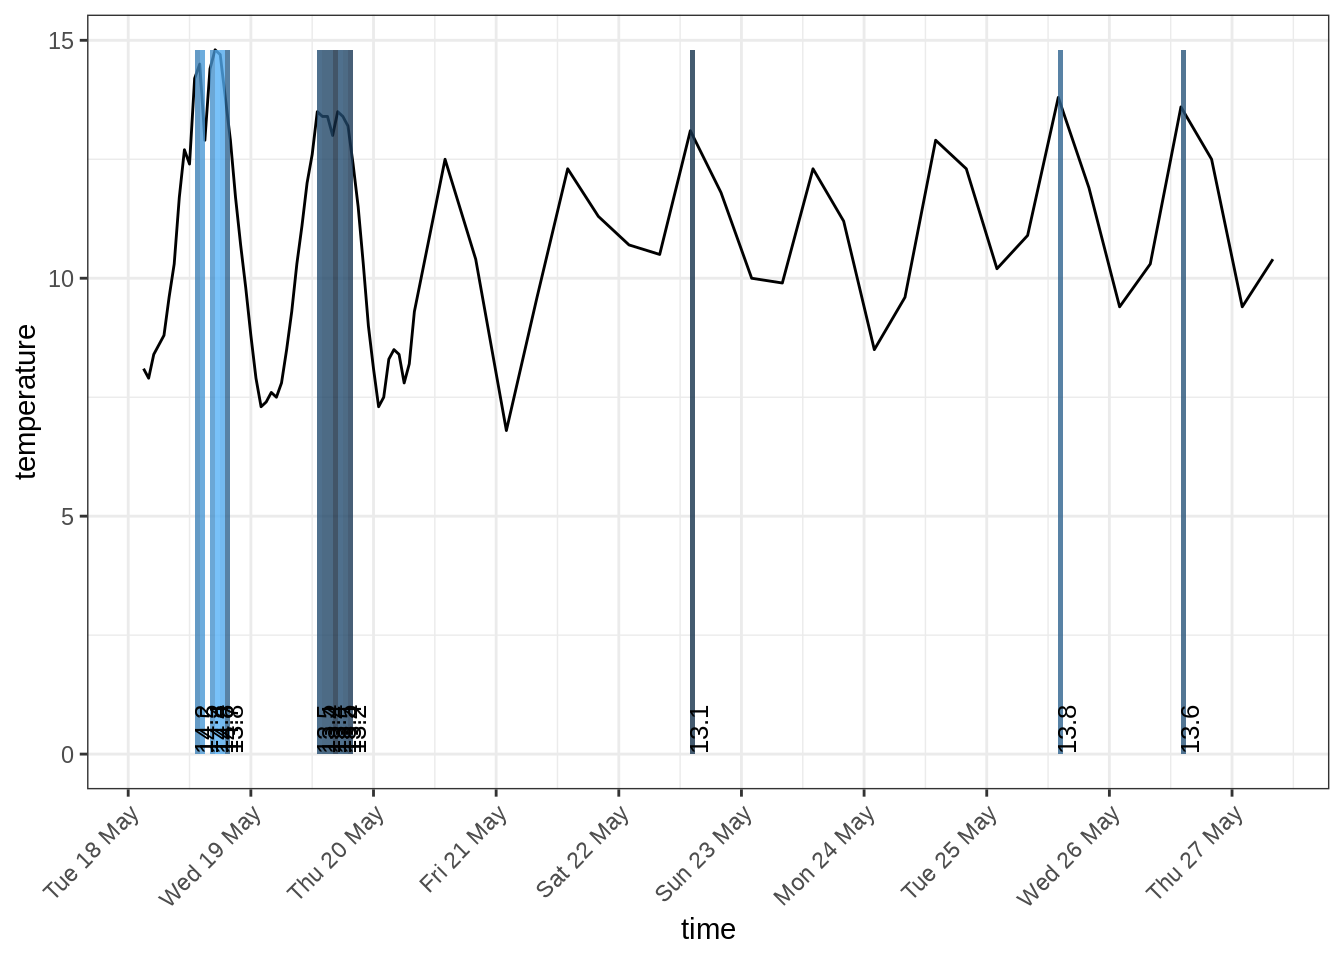 15
10
5
0
temperature
13.1
13.8
13.6
Tue 18 May
Wed 19 May
Thu 20 May
Fri 21 May
Sat 22 May
Sun 23 May
Mon 24 May
Tue 25 May
Wed 26 May
Thu 27 May
time